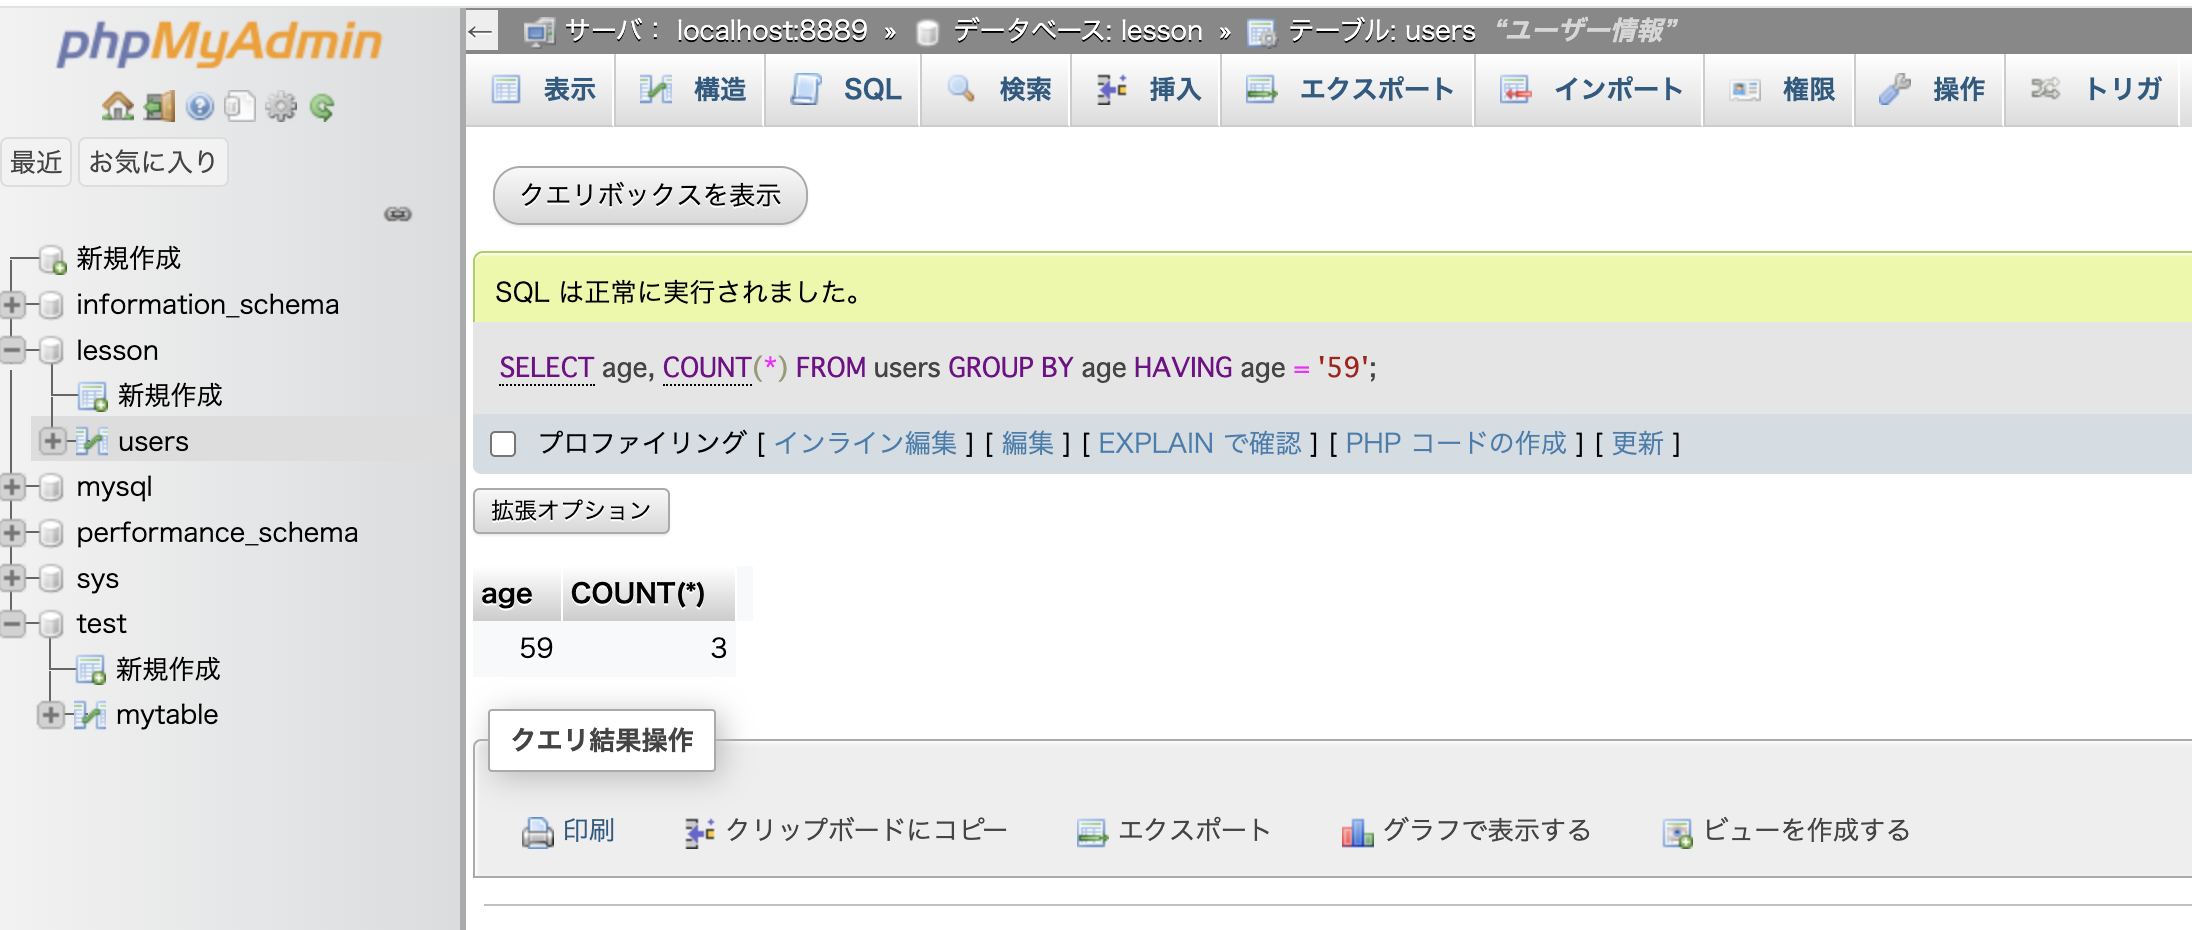 phpMyAdmin
最近 お気に入り
新規作成
information_schema
lesson
新規作成
users
mysql
performance_schema
sys
test
新規作成
mytable
← サーバ： localhost:8889 » データベース: lesson » テーブル: users “ユーザー情報”
表示 構造 SQL 検索 挿入 エクスポート インポート 権限 操作 トリガ
クエリボックスを表示
SQL は正常に実行されました。
SELECT age, COUNT(*) FROM users GROUP BY age HAVING age = '59';
プロファイリング [ インライン編集 ] [ 編集 ] [ EXPLAIN で確認 ] [ PHP コードの作成 ] [ 更新 ]
拡張オプション
age COUNT(*)
59 3
クエリ結果操作
印刷 クリップボードにコピー エクスポート グラフで表示する ビューを作成する